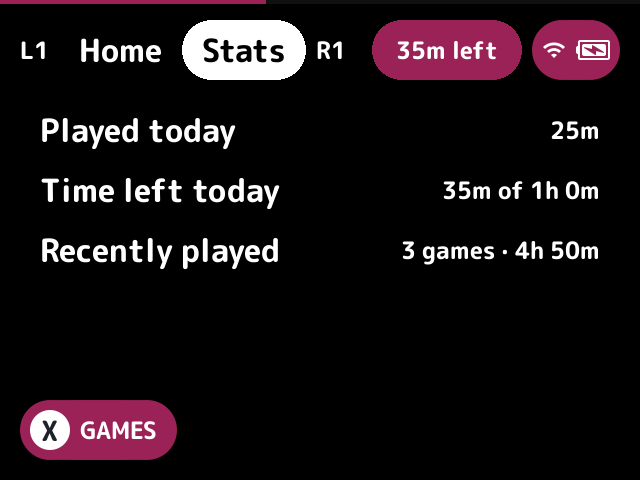 L1 Home Stats R1 35m left
Played today 25m
Time left today 35m of 1h 0m
Recently played 3 games · 4h 50m
X GAMES